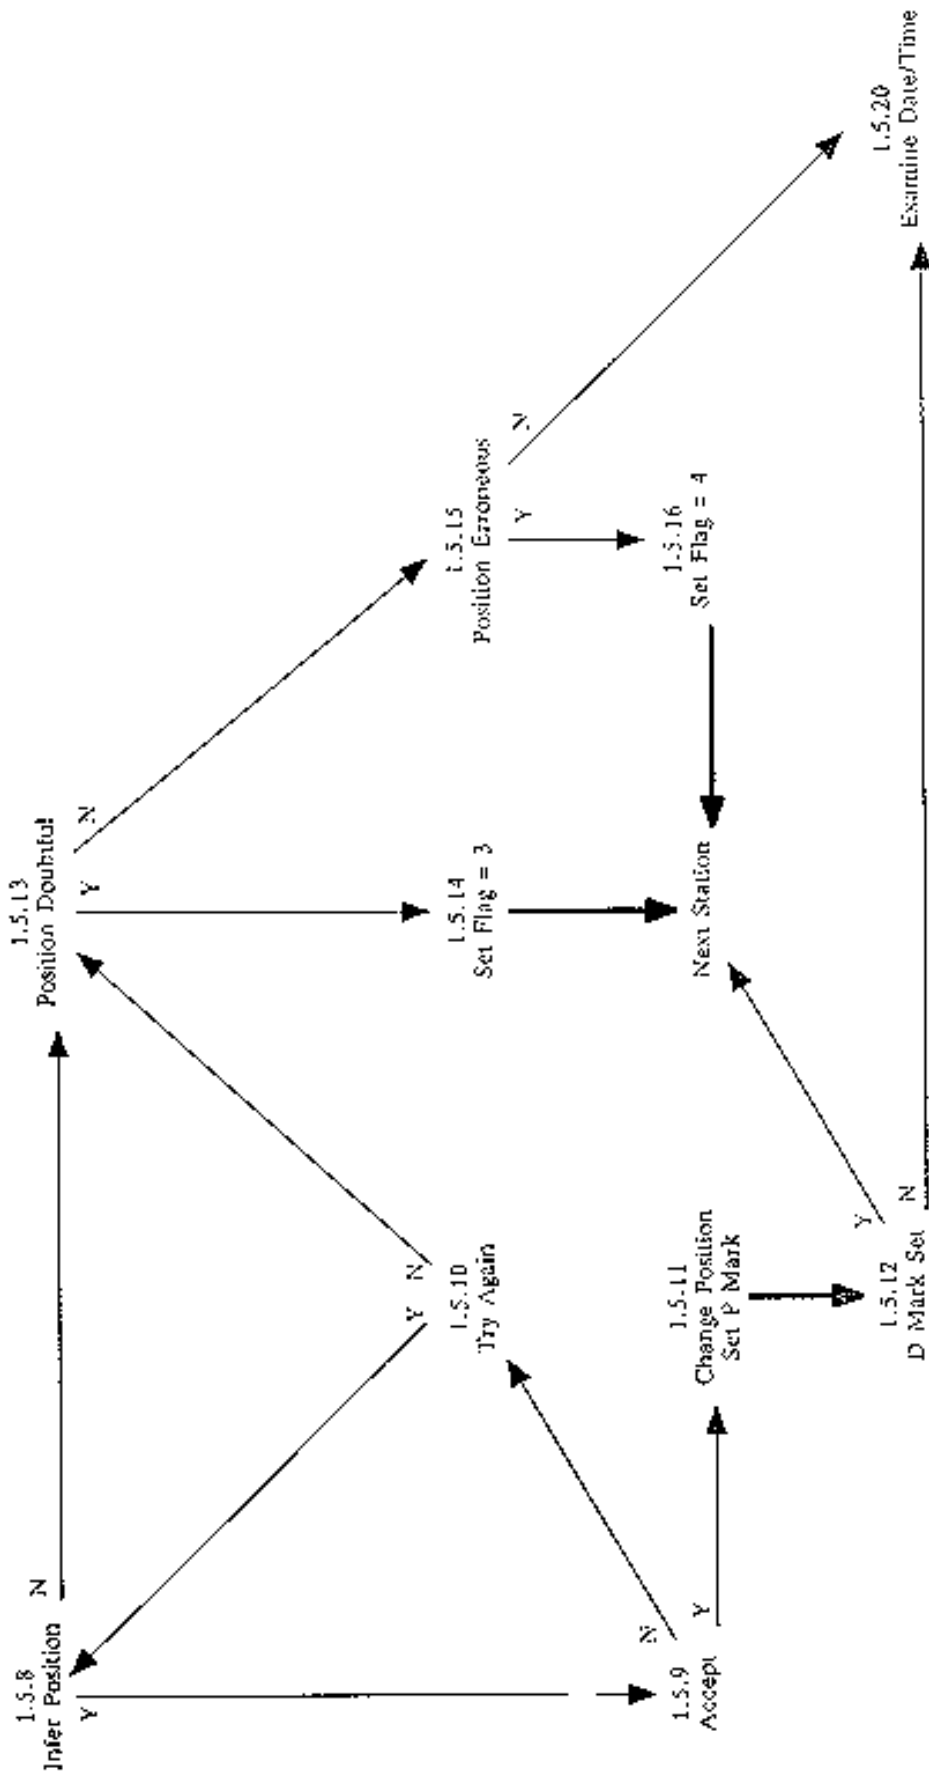 1.5.8
Infer Position
N
Y
1.5.13
Position Doubtful
Y
N
Y
N
1.5.10
Try Again
1.5.14
Set Flag = 3
1.5.15
Position Erroneous
Y
N
N
1.5.9
Accept
Y
1.5.11
Change Position
Set P Mark
Next Station
1.5.16
Set Flag = 4
Y
1.5.12
D Mark Set
N
1.5.20
Examine Date/Time